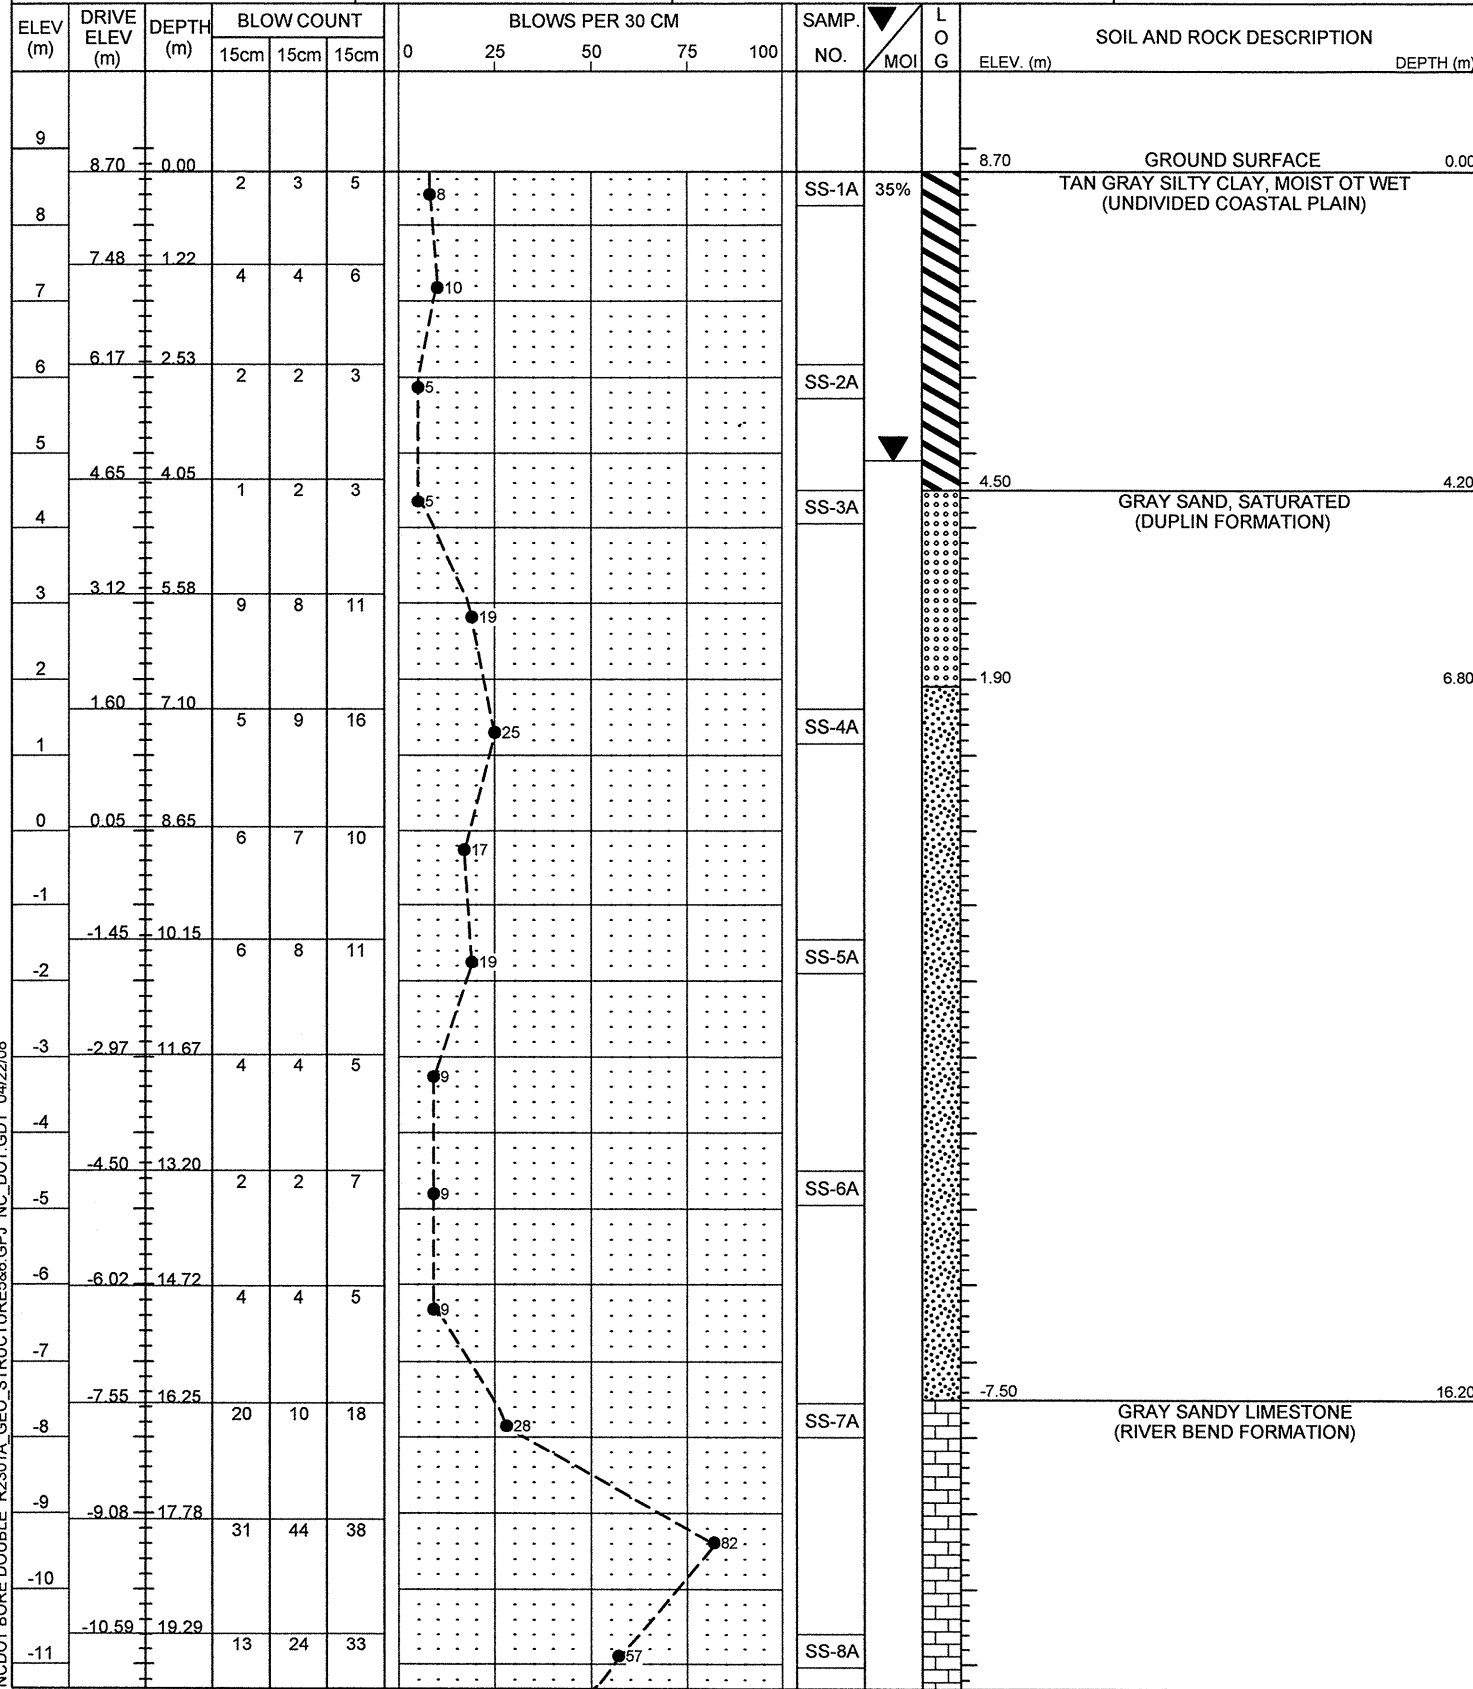 ELEV (m) DRIVE ELEV (m) DEPTH (m) BLOW COUNT BLOWS PER 30 CM SAMP. NO. MOI L O G SOIL AND ROCK DESCRIPTION
15cm 15cm 15cm 0 25 50 75 100 ELEV. (m) DEPTH (m)
9
8.70 0.00 8.70 GROUND SURFACE 0.00
2 3 5 8 SS-1A 35% TAN GRAY SILTY CLAY, MOIST OT WET
(UNDIVIDED COASTAL PLAIN)
8
7.48 1.22
4 4 6 10
7
6.17 2.53
6
2 2 3 5 SS-2A
5
4.65 4.05 4.50 4.20
1 2 3 5 SS-3A GRAY SAND, SATURATED
(DUPLIN FORMATION)
4
3.12 5.58
3
9 8 11 19
2
1.90 6.80
1.60 7.10
5 9 16 25 SS-4A
1
0 0.05 8.65
6 7 10 17
-1
-1.45 10.15
6 8 11 19 SS-5A
-2
-3 -2.97 11.67
4 4 5 9
-4
-4.50 13.20
2 2 7 9 SS-6A
-5
-6 -6.02 14.72
4 4 5 9
-7
-7.50 16.20
-7.55 16.25
20 10 18 28 SS-7A GRAY SANDY LIMESTONE
(RIVER BEND FORMATION)
-8
-9
-9.08 17.78
31 44 38 82
-10
-10.59 19.29
13 24 33 57 SS-8A
-11
NCDOT BORE DOUBLE R2301A_GEO_STRUCTURE5&6.GPJ NC_DOT.GDT 04/22/08